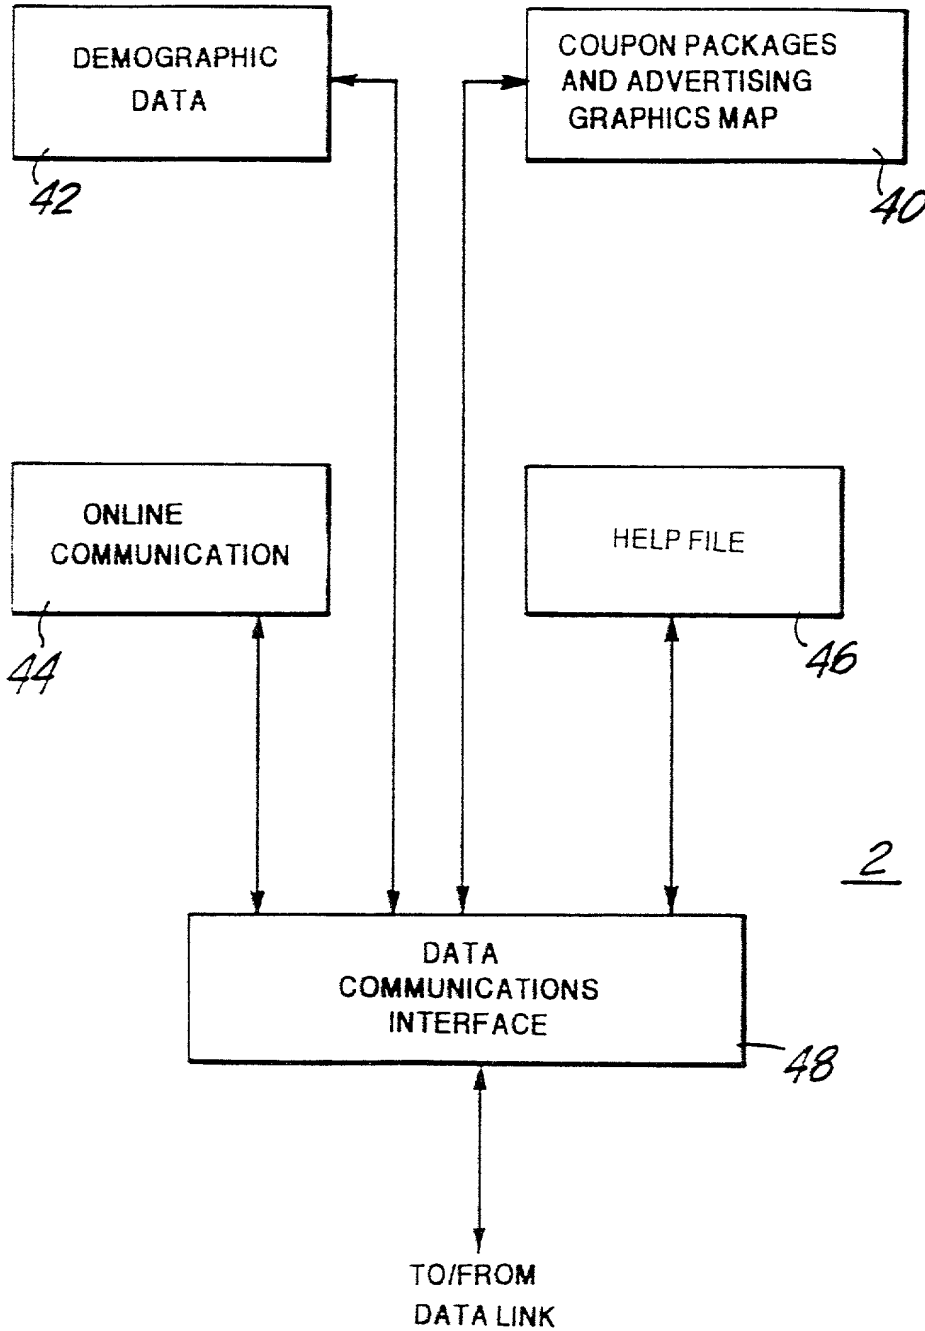 DEMOGRAPHIC
DATA
42
COUPON PACKAGES
AND ADVERTISING
GRAPHICS MAP
40
ONLINE
COMMUNICATION
44
HELP FILE
46
2
DATA
COMMUNICATIONS
INTERFACE
48
TO/FROM
DATA LINK